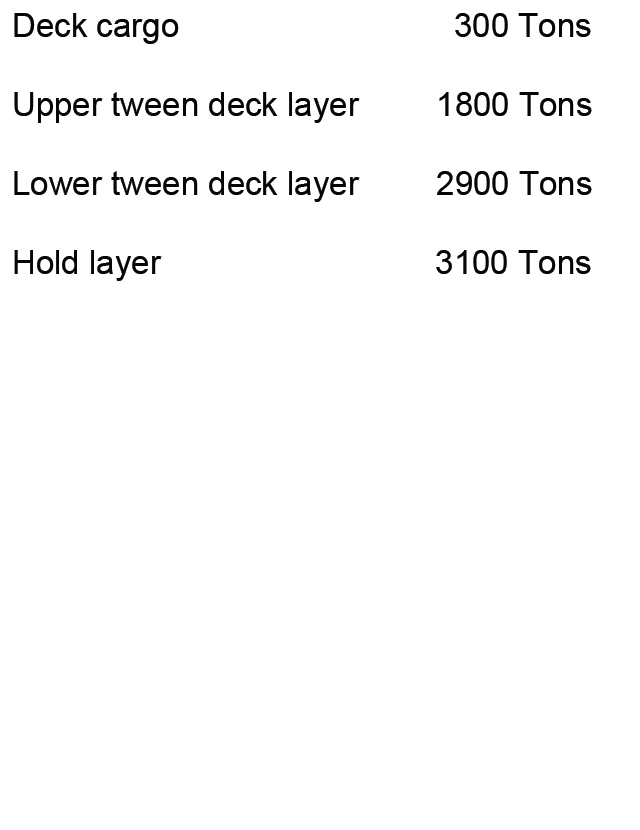 Deck cargo 300 Tons
Upper tween deck layer 1800 Tons
Lower tween deck layer 2900 Tons
Hold layer 3100 Tons